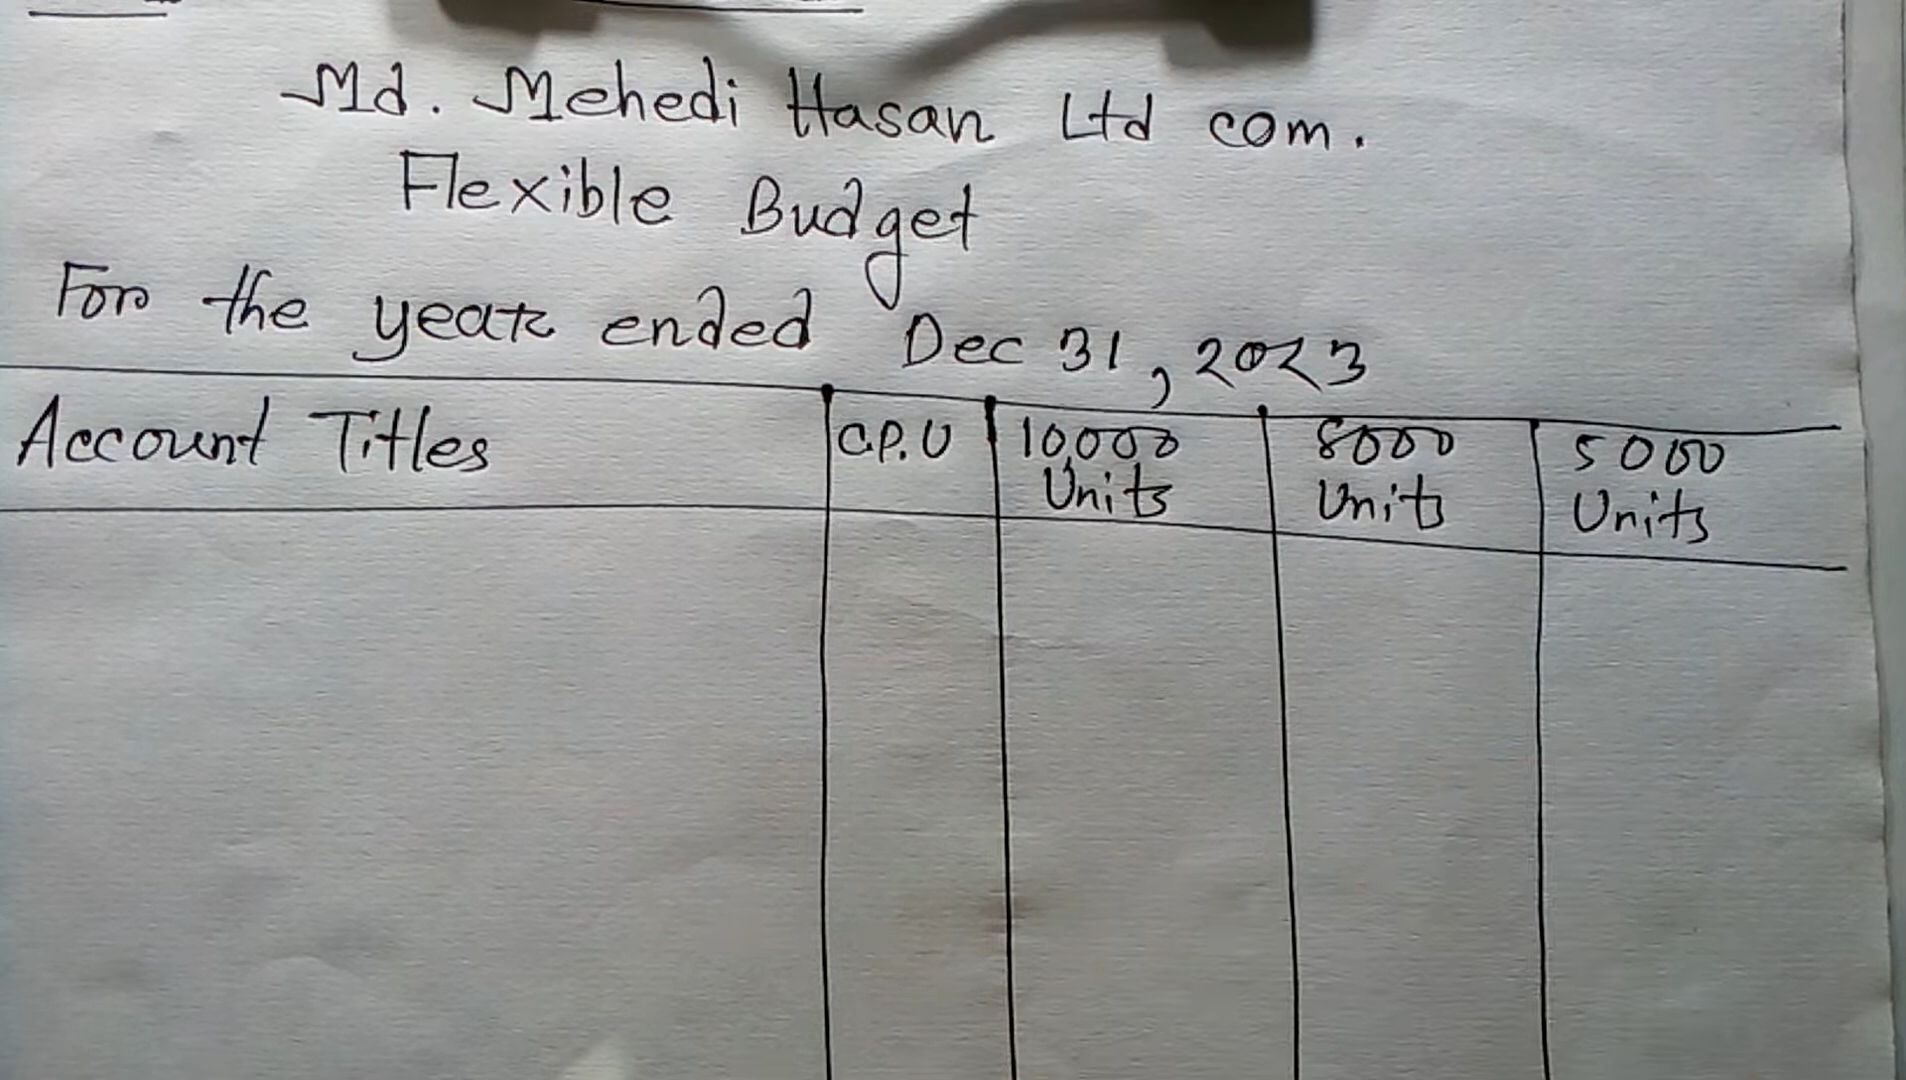 Md. Mehedi Hasan Ltd com.
Flexible Budget
For the year ended Dec 31, 2023
Account Titles
C.P.U
10,000
Units
8000
Units
5000
Units